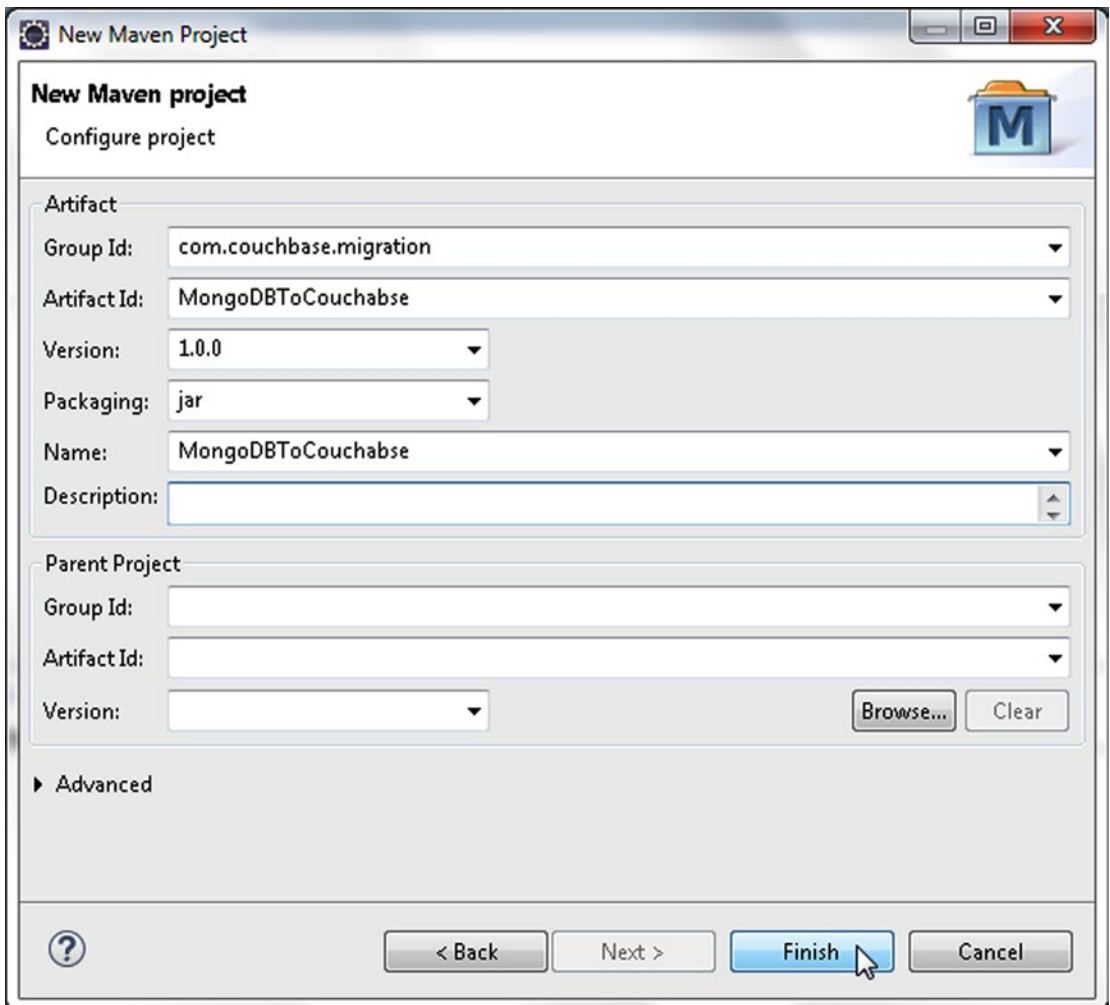 New Maven Project
New Maven project
Configure project
M
Artifact
Group Id: com.couchbase.migration
Artifact Id: MongoDBToCouchabse
Version: 1.0.0
Packaging: jar
Name: MongoDBToCouchabse
Description:
Parent Project
Group Id:
Artifact Id:
Version: Browse... Clear
Advanced
? < Back Next > Finish Cancel